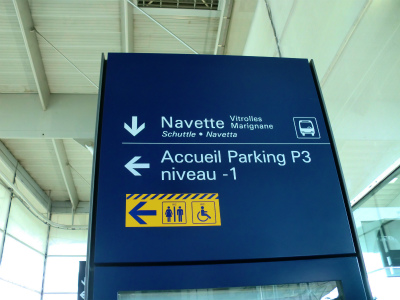 Navette Vitrolles
Marignane
Schuttle • Navetta
Accueil Parking P3
niveau -1